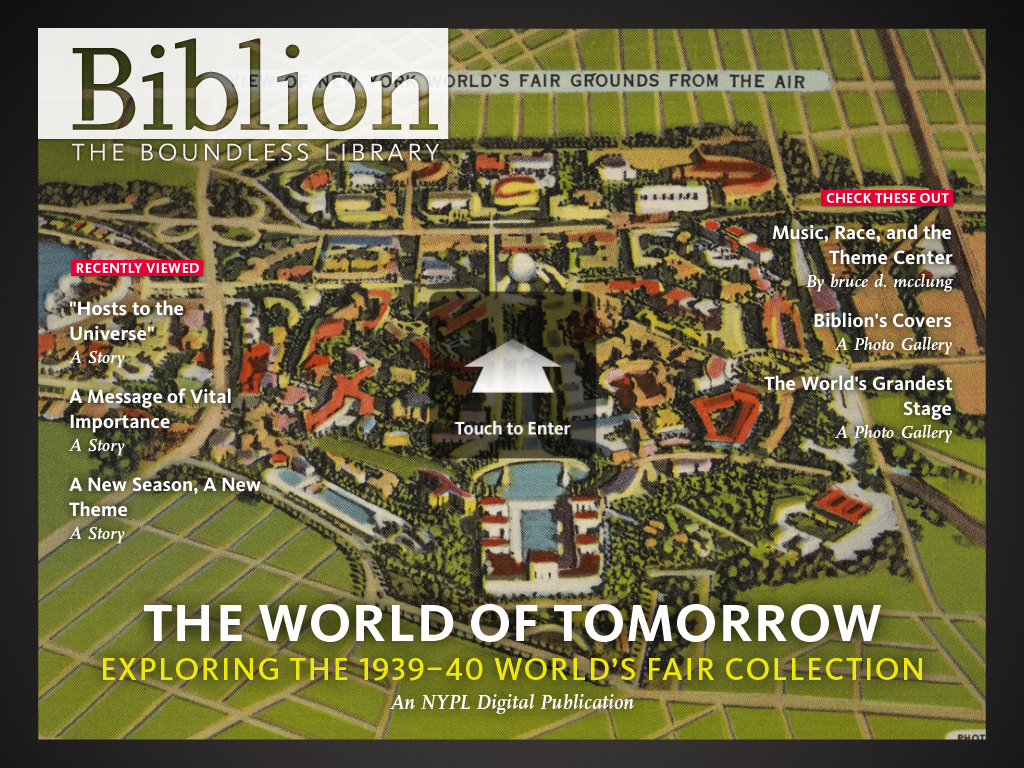 Biblion
THE BOUNDLESS LIBRARY
VIEW OF NEW YORK WORLD'S FAIR GROUNDS FROM THE AIR
RECENTLY VIEWED
"Hosts to the
Universe"
A Story
A Message of Vital
Importance
A Story
A New Season, A New
Theme
A Story
CHECK THESE OUT
Music, Race, and the
Theme Center
By bruce d. mcclung
Biblion's Covers
A Photo Gallery
The World's Grandest
Stage
A Photo Gallery
Touch to Enter
THE WORLD OF TOMORROW
EXPLORING THE 1939–40 WORLD’S FAIR COLLECTION
An NYPL Digital Publication